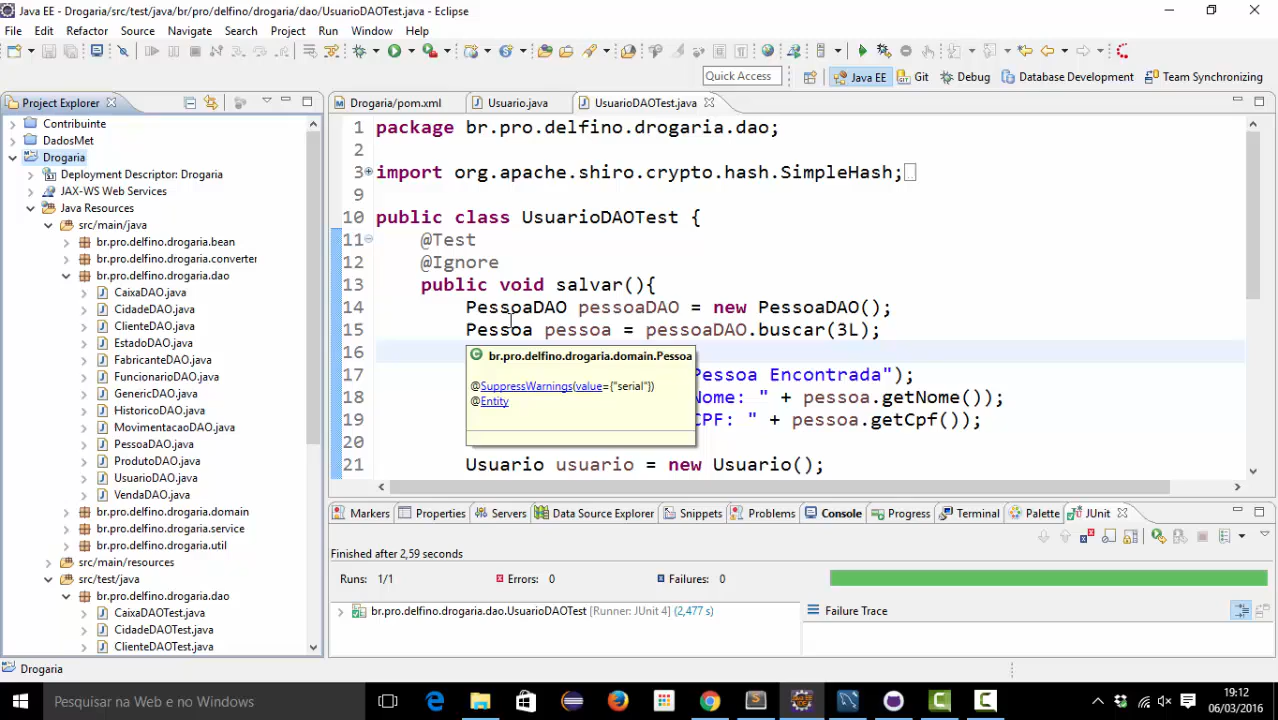 Java EE - Drogaria/src/test/java/br/pro/delfino/drogaria/dao/UsuarioDAOTest.java - Eclipse
File Edit Refactor Source Navigate Search Project Run Window Help
Quick Access
Java EE Git Debug Database Development Team Synchronizing
Project Explorer
Contribuinte
DadosMet
Drogaria
Deployment Descriptor: Drogaria
JAX-WS Web Services
Java Resources
src/main/java
br.pro.delfino.drogaria.bean
br.pro.delfino.drogaria.converter
br.pro.delfino.drogaria.dao
CaixaDAO.java
CidadeDAO.java
ClienteDAO.java
EstadoDAO.java
FabricanteDAO.java
FuncionarioDAO.java
GenericDAO.java
HistoricoDAO.java
MovimentacaoDAO.java
PessoaDAO.java
ProdutoDAO.java
UsuarioDAO.java
VendaDAO.java
br.pro.delfino.drogaria.domain
br.pro.delfino.drogaria.service
br.pro.delfino.drogaria.util
src/main/resources
src/test/java
br.pro.delfino.drogaria.dao
CaixaDAOTest.java
CidadeDAOTest.java
ClienteDAOTest.java
Drogaria/pom.xml Usuario.java UsuarioDAOTest.java
1 package br.pro.delfino.drogaria.dao;
2
3 import org.apache.shiro.crypto.hash.SimpleHash;
9
10 public class UsuarioDAOTest {
11 @Test
12 @Ignore
13 public void salvar(){
14 PessoaDAO pessoaDAO = new PessoaDAO();
15 Pessoa pessoa = pessoaDAO.buscar(3L);
16
br.pro.delfino.drogaria.domain.Pessoa
@SuppressWarnings(value={"serial"})
@Entity
17 Pessoa Encontrada");
18 Nome: " + pessoa.getNome());
19 CPF: " + pessoa.getCpf());
20
21 Usuario usuario = new Usuario();
Markers Properties Servers Data Source Explorer Snippets Problems Console Progress Terminal Palette JUnit
Finished after 2,59 seconds
Runs: 1/1 Errors: 0 Failures: 0
br.pro.delfino.drogaria.dao.UsuarioDAOTest [Runner: JUnit 4] (2,477 s)
Failure Trace
Drogaria
Pesquisar na Web e no Windows
19:12
06/03/2016